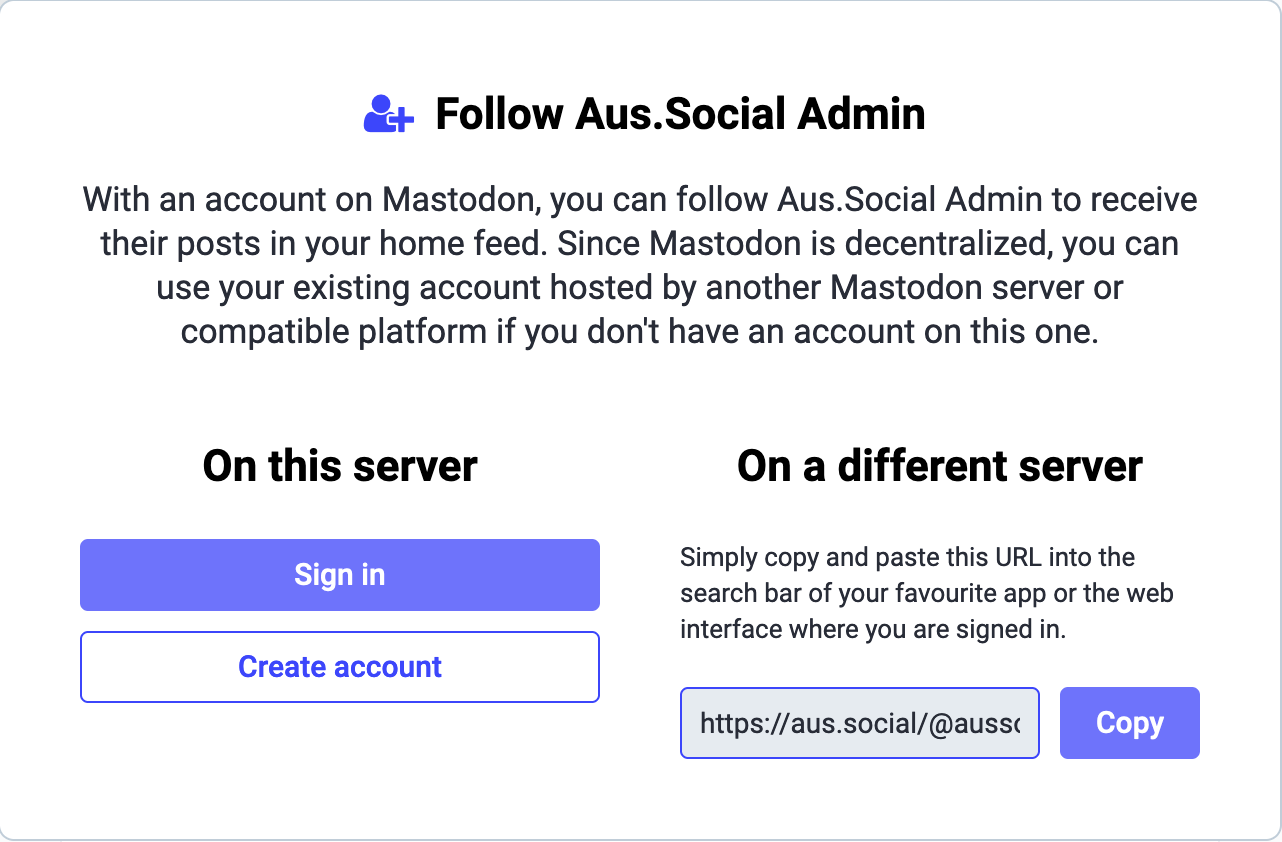 Follow Aus.Social Admin
With an account on Mastodon, you can follow Aus.Social Admin to receive
their posts in your home feed. Since Mastodon is decentralized, you can
use your existing account hosted by another Mastodon server or
compatible platform if you don't have an account on this one.
On this server
Sign in
Create account
On a different server
Simply copy and paste this URL into the
search bar of your favourite app or the web
interface where you are signed in.
https://aus.social/@ausso
Copy